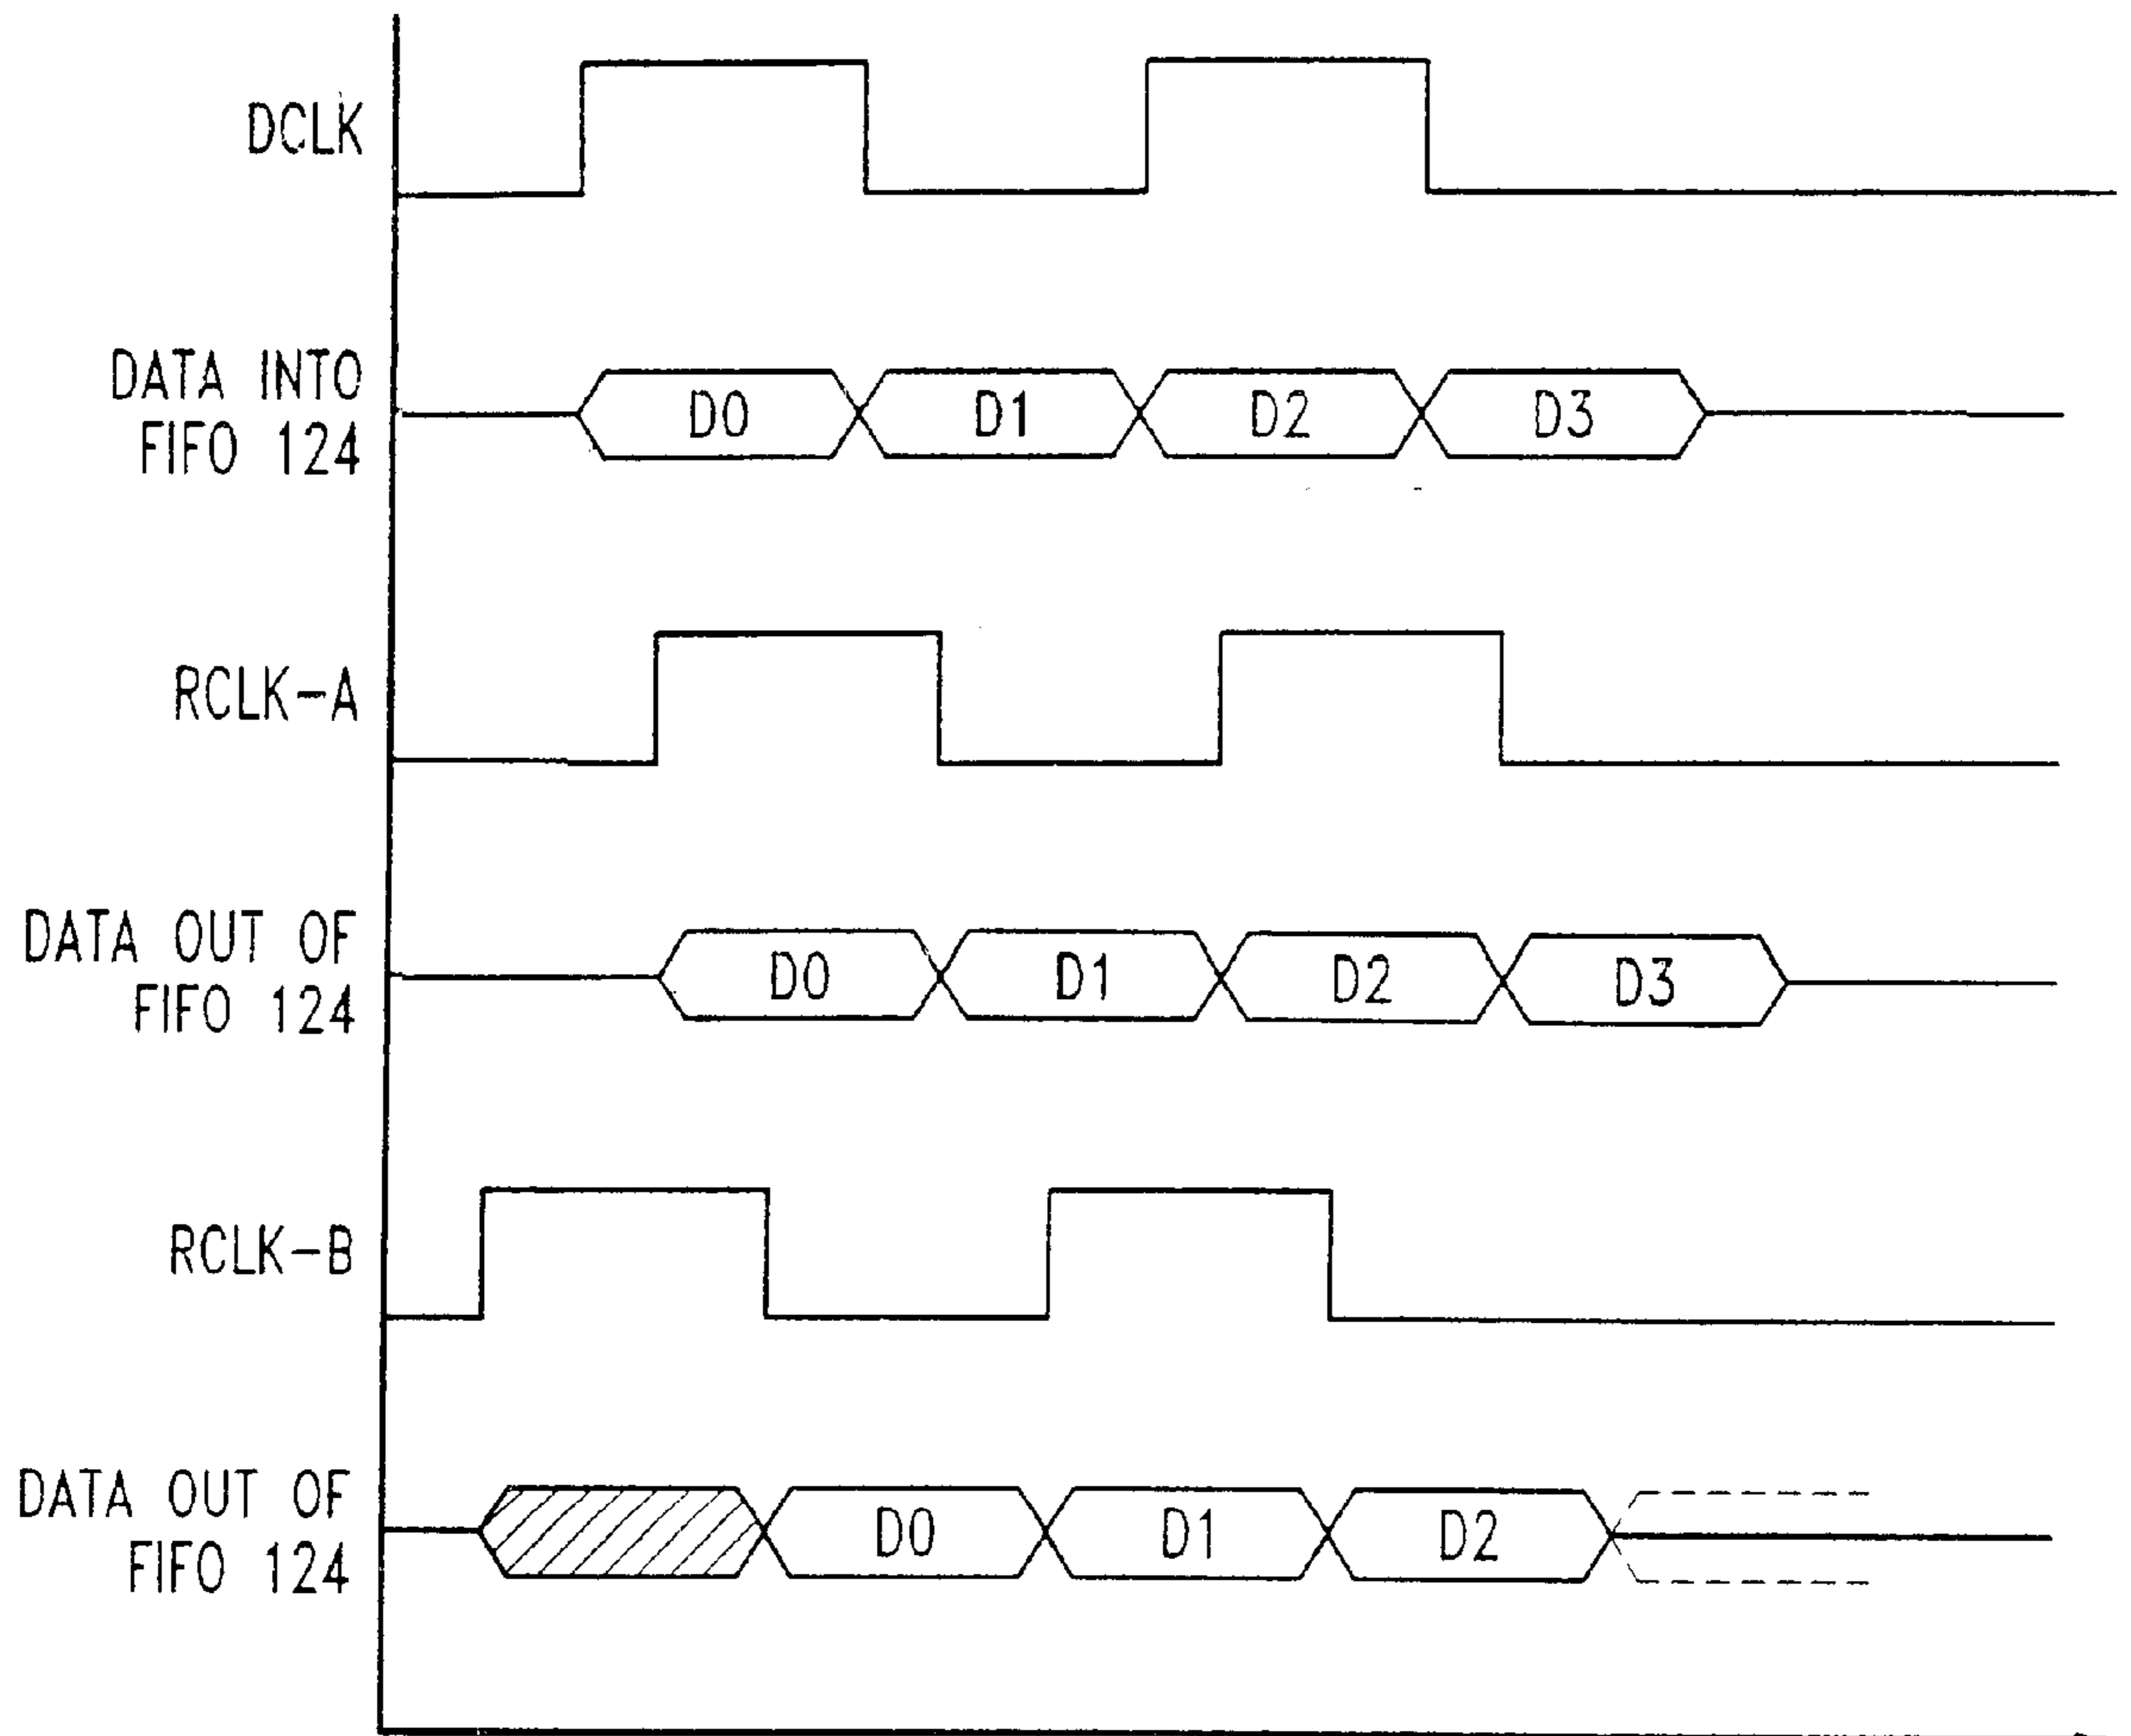 DCLK
DATA INTO
FIFO 124
D0 D1 D2 D3
RCLK-A
DATA OUT OF
FIFO 124
D0 D1 D2 D3
RCLK-B
DATA OUT OF
FIFO 124
D0 D1 D2